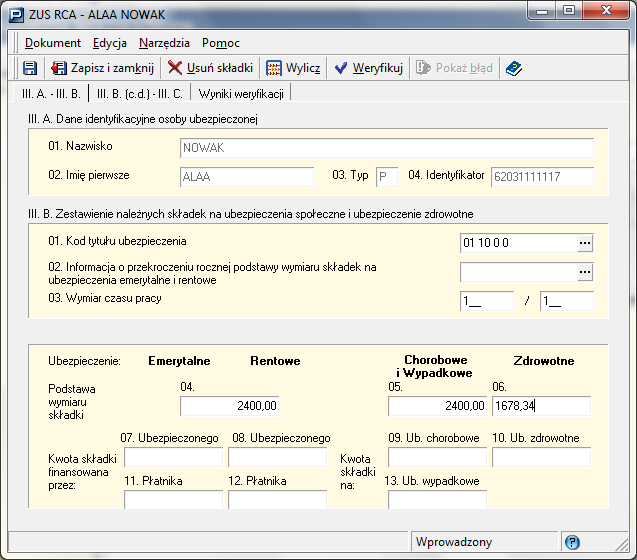 ZUS RCA - ALAA NOWAK
Dokument Edycja Narzędzia Pomoc
Zapisz i zamknij Usuń składki Wylicz Weryfikuj Pokaż błąd
III. A. - III. B. III. B. (c.d.) - III. C. Wyniki weryfikacji
III. A. Dane identyfikacyjne osoby ubezpieczonej
01. Nazwisko NOWAK
02. Imię pierwsze ALAA 03. Typ P 04. Identyfikator 62031111117
III. B. Zestawienie należnych składek na ubezpieczenia społeczne i ubezpieczenie zdrowotne
01. Kod tytułu ubezpieczenia 01 10 0 0 ...
02. Informacja o przekroczeniu rocznej podstawy wymiaru składek na
ubezpieczenia emerytalne i rentowe ...
03. Wymiar czasu pracy 1__ / 1__
Ubezpieczenie: Emerytalne Rentowe Chorobowe
i Wypadkowe Zdrowotne
Podstawa
wymiaru
składki
04. 05. 06.
2400,00 2400,00 1678,34
07. Ubezpieczonego 08. Ubezpieczonego 09. Ub. chorobowe 10. Ub. zdrowotne
Kwota składki
finansowana
przez:
Kwota
składki
na:
11. Płatnika 12. Płatnika 13. Ub. wypadkowe
Wprowadzony